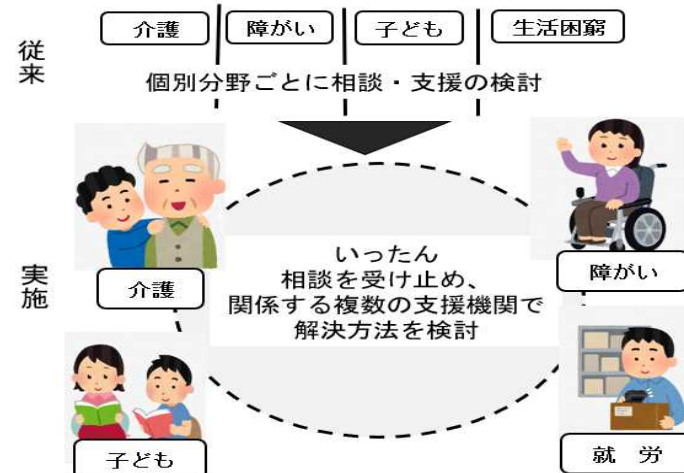 従来
介護
障がい
子ども
生活困窮
個別分野ごとに相談・支援の検討
実施
介護
障がい
いったん
相談を受け止め、
関係する複数の支援機関で
解決方法を検討
子ども
就　労